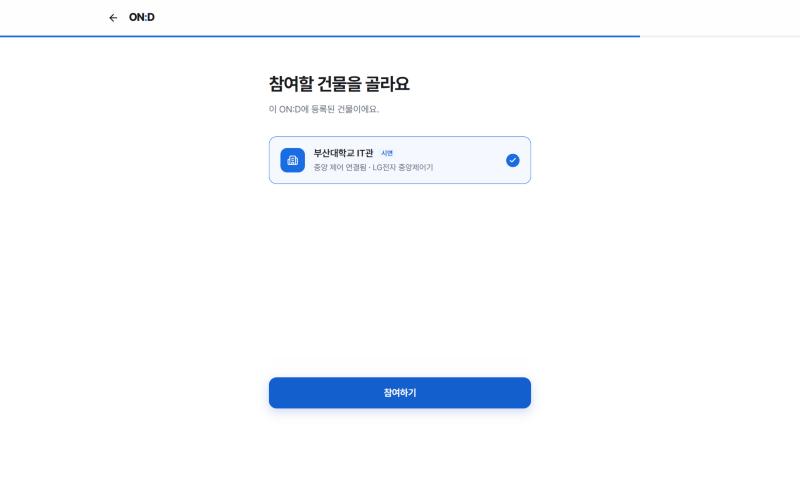 ON:D
참여할 건물을 골라요
이 ON:D에 등록된 건물이에요.
부산대학교 IT관 시연
중앙 제어 연결됨 · LG전자 중앙제어기
참여하기